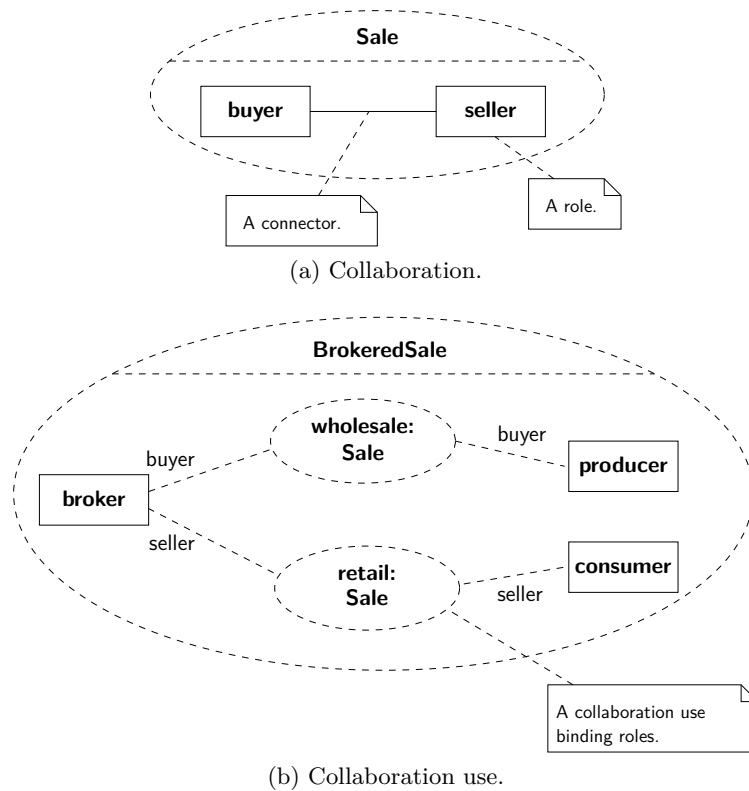 Sale
buyer
seller
A connector.
A role.
(a) Collaboration.
BrokeredSale
wholesale:
Sale
buyer
buyer
producer
broker
seller
retail:
Sale
consumer
seller
A collaboration use
binding roles.
(b) Collaboration use.